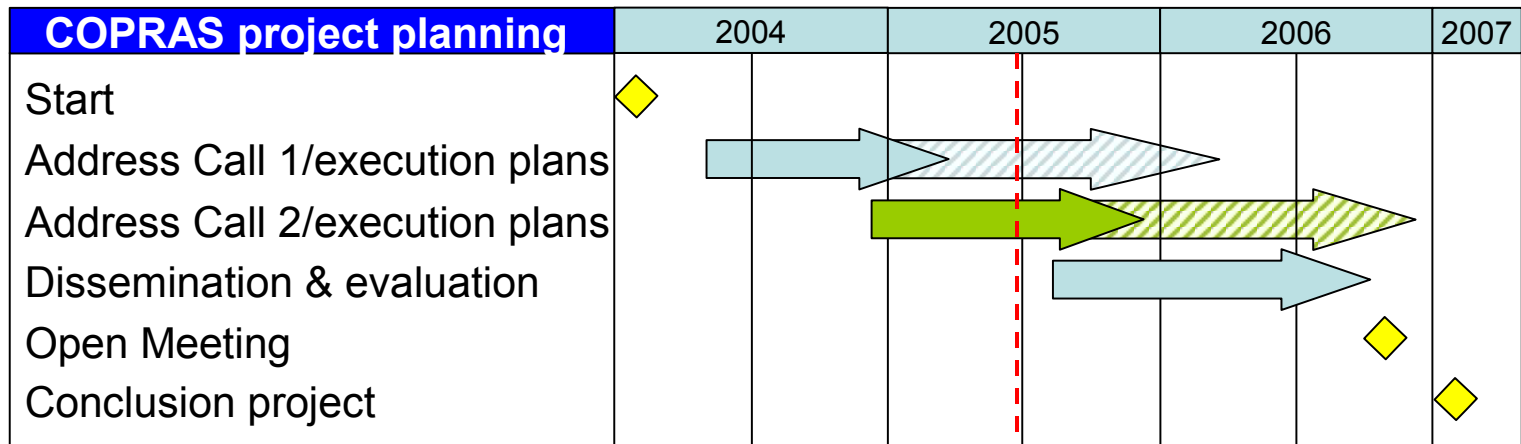 COPRAS project planning 2004 2005 2006 2007
Start
Address Call 1/execution plans
Address Call 2/execution plans
Dissemination & evaluation
Open Meeting
Conclusion project